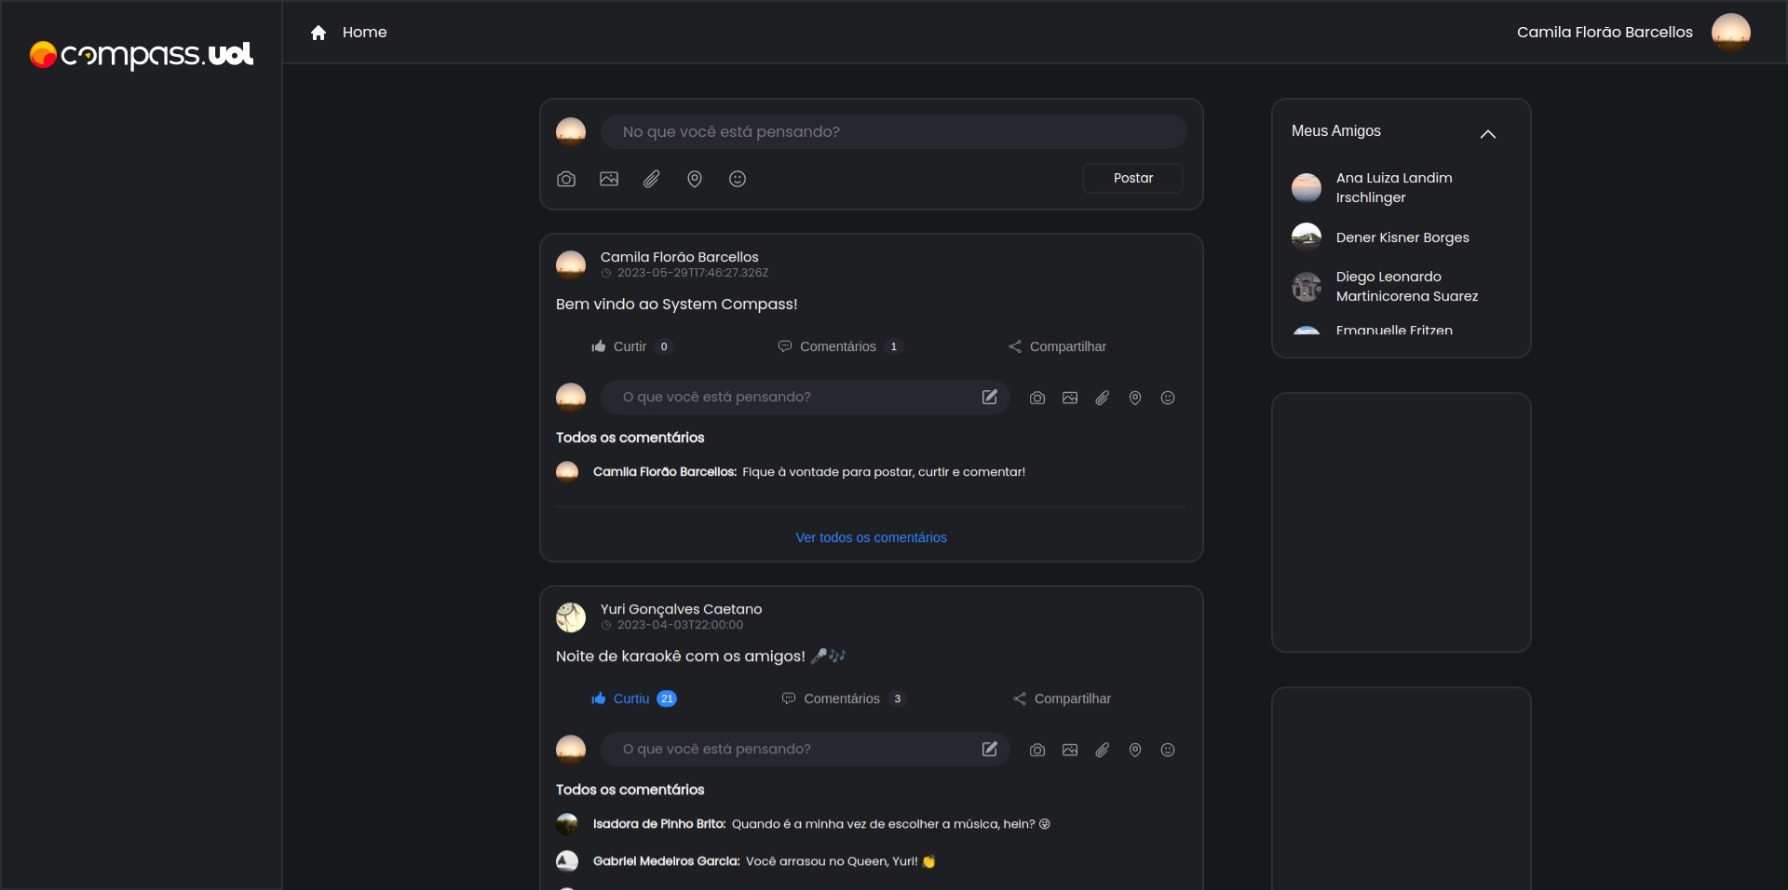 compass.uol
Home
Camila Florão Barcellos
No que você está pensando?
Postar
Camila Florão Barcellos
2023-05-29T17:46:27.326Z
Bem vindo ao System Compass!
Curtir 0
Comentários 1
Compartilhar
O que você está pensando?
Todos os comentários
Camila Florão Barcellos: Fique à vontade para postar, curtir e comentar!
Ver todos os comentários
Yuri Gonçalves Caetano
2023-04-03T22:00:00
Noite de karaokê com os amigos! 🎤🎶
Curtiu 21
Comentários 3
Compartilhar
O que você está pensando?
Todos os comentários
Isadora de Pinho Brito: Quando é a minha vez de escolher a música, hein? 😜
Gabriel Medeiros Garcia: Você arrasou no Queen, Yuri! 👏
Meus Amigos
Ana Luiza Landim
Irschlinger
Dener Kisner Borges
Diego Leonardo
Martinicorena Suarez
Emanuelle Fritzen